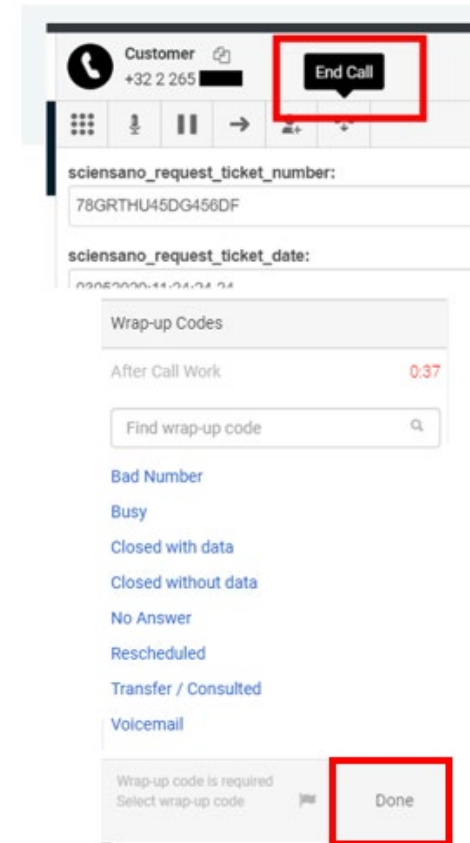 Customer
+32 2 265
End Call
sciensano_request_ticket_number:
78GRTHU45DG456DF
sciensano_request_ticket_date:
Wrap-up Codes
After Call Work 0:37
Find wrap-up code
Bad Number
Busy
Closed with data
Closed without data
No Answer
Rescheduled
Transfer / Consulted
Voicemail
Wrap-up code is required
Select wrap-up code
Done